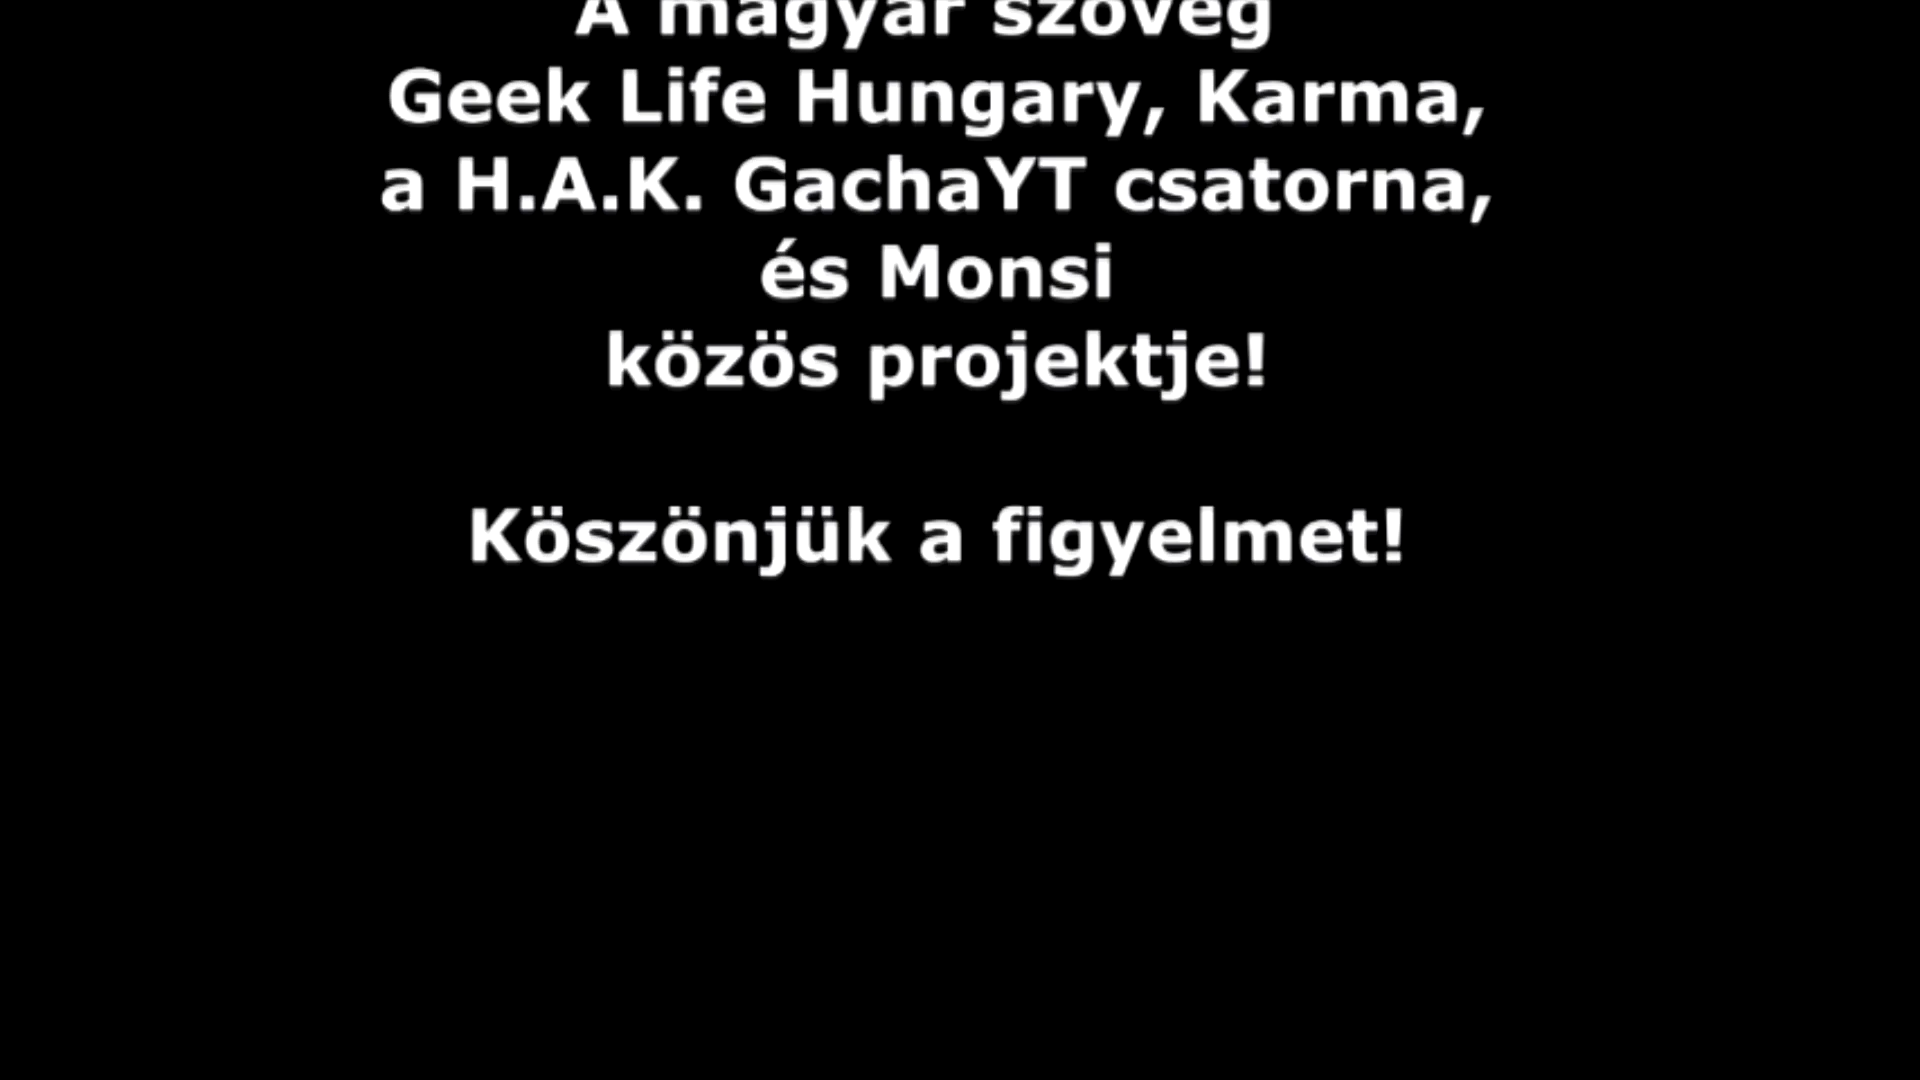 A magyar szöveg
Geek Life Hungary, Karma,
a H.A.K. GachaYT csatorna,
és Monsi
közös projektje!
Köszönjük a figyelmet!